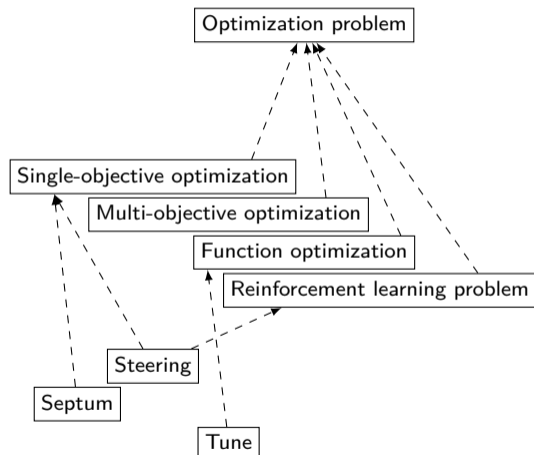 Optimization problem
Single-objective optimization
Multi-objective optimization
Function optimization
Reinforcement learning problem
Steering
Septum
Tune